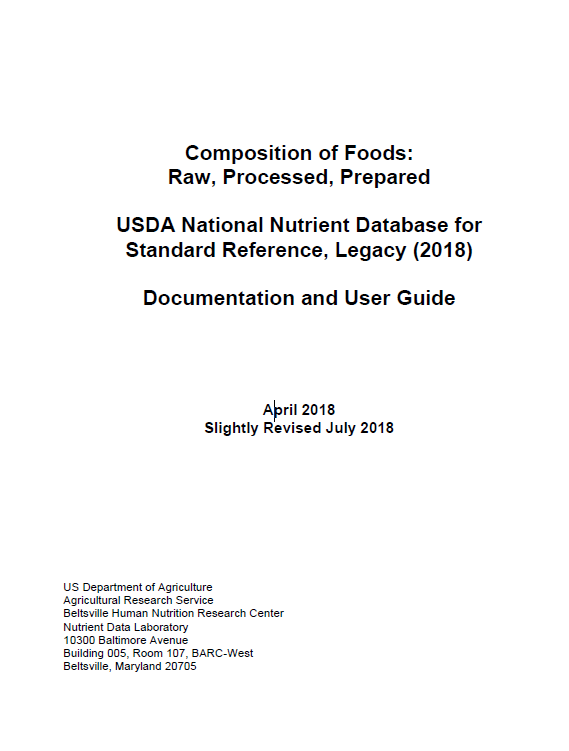 Composition of Foods:
Raw, Processed, Prepared
USDA National Nutrient Database for
Standard Reference, Legacy (2018)
Documentation and User Guide
April 2018
Slightly Revised July 2018
US Department of Agriculture
Agricultural Research Service
Beltsville Human Nutrition Research Center
Nutrient Data Laboratory
10300 Baltimore Avenue
Building 005, Room 107, BARC-West
Beltsville, Maryland 20705